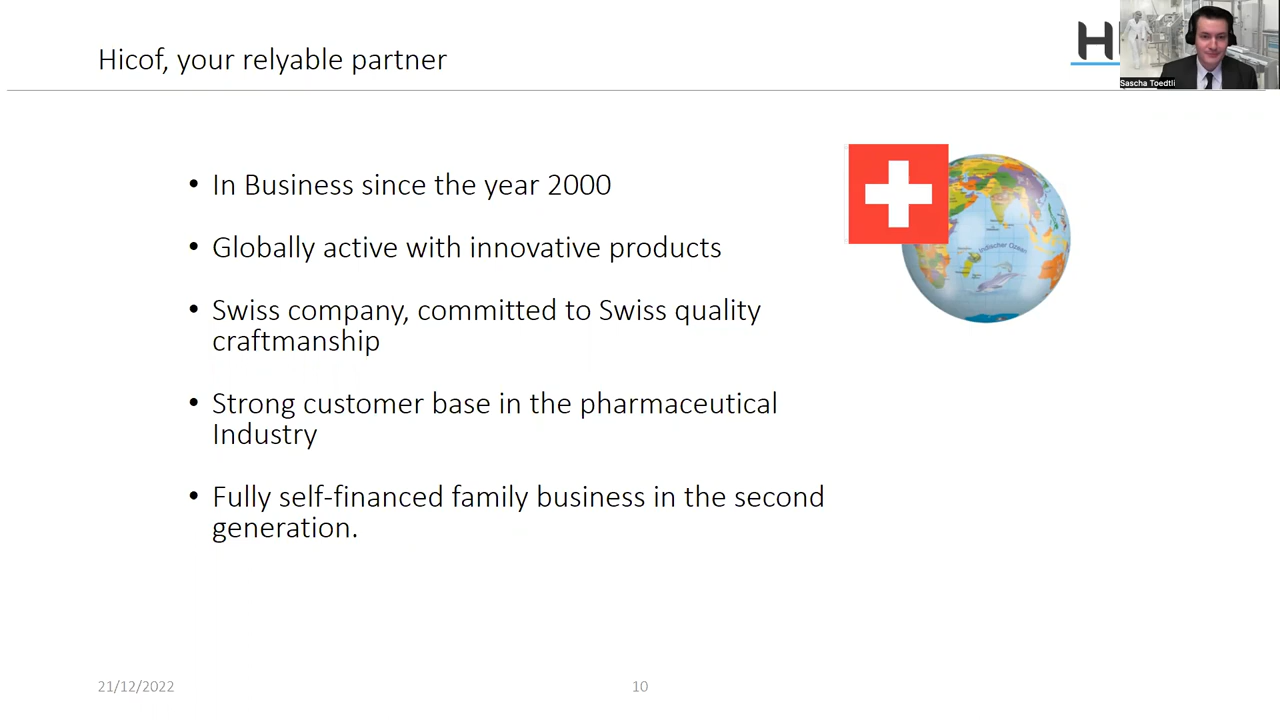 Hicof, your relyable partner
H
Sascha Toedtli
• In Business since the year 2000
• Globally active with innovative products
• Swiss company, committed to Swiss quality
craftmanship
• Strong customer base in the pharmaceutical
Industry
• Fully self-financed family business in the second
generation.
Indischer Ozean
21/12/2022
10